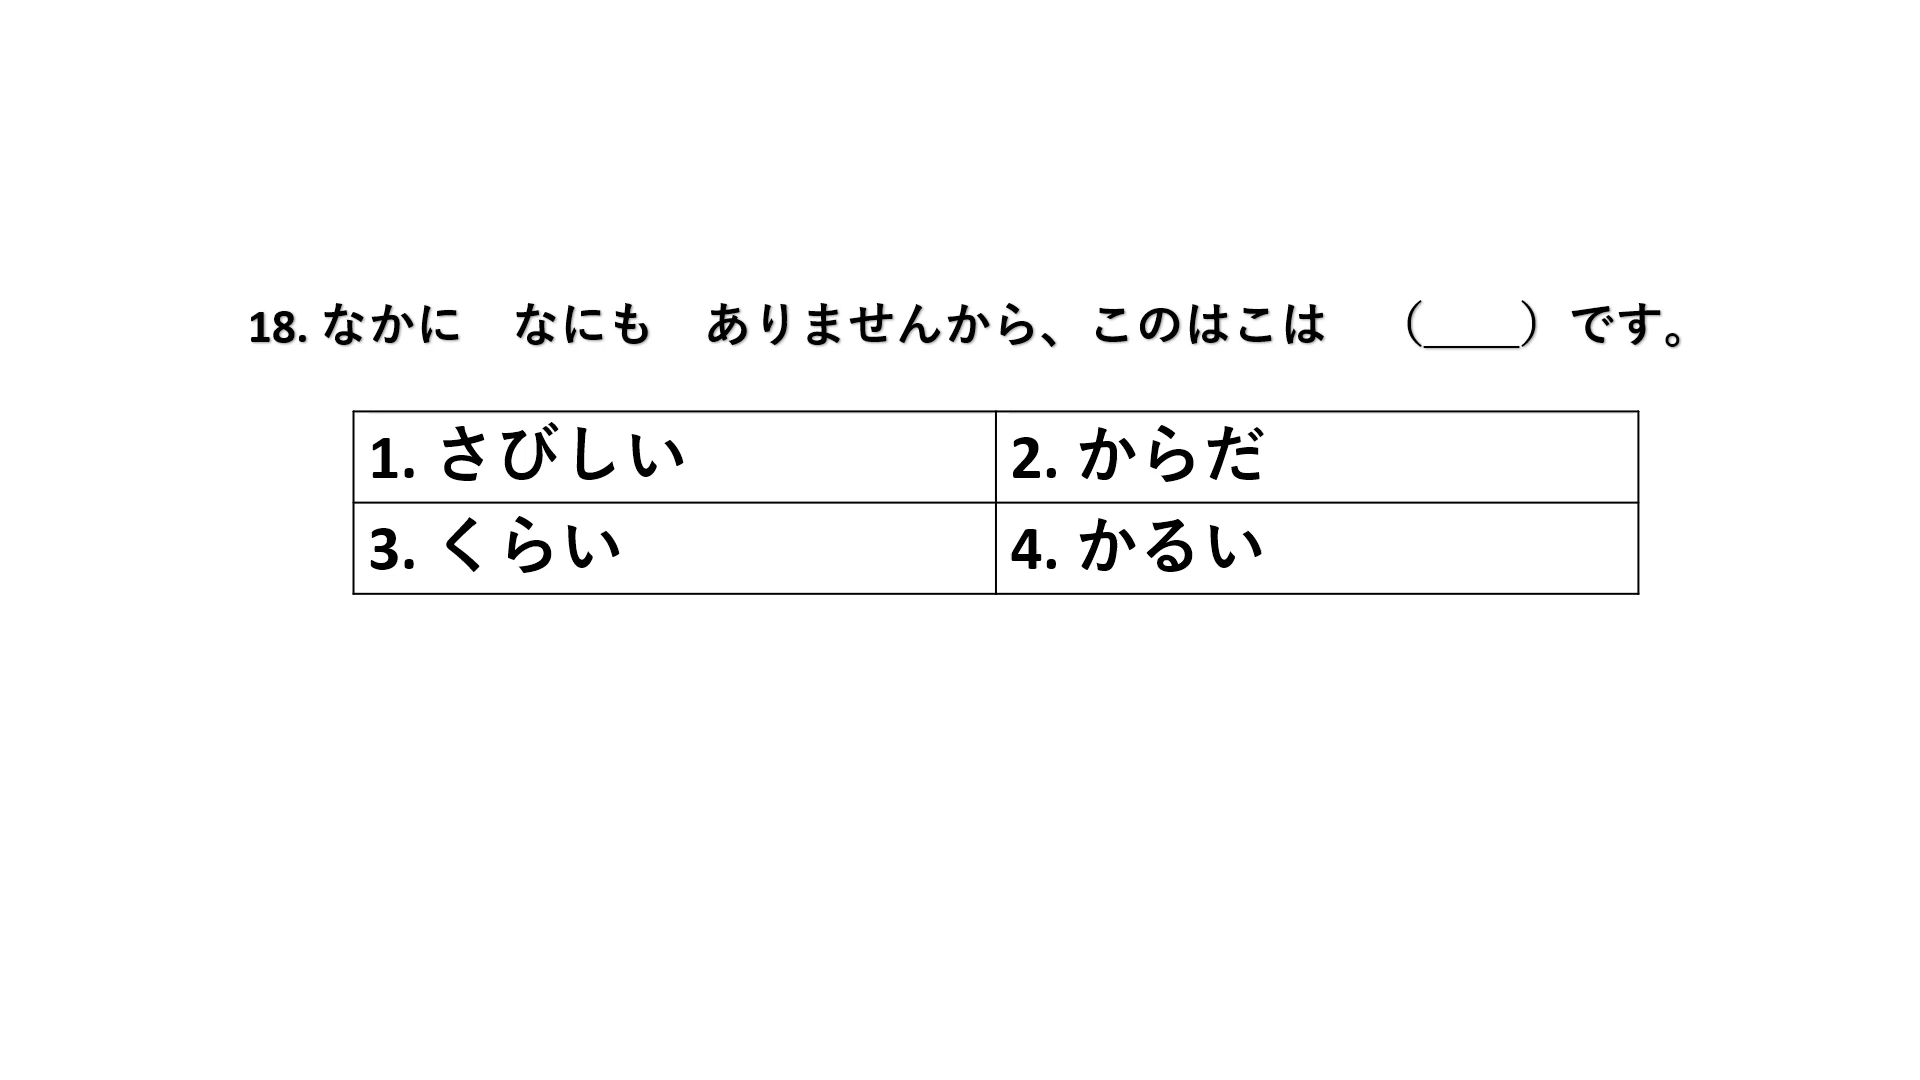 18. なかに　なにも　ありませんから、このはこは　（____）です。
1. さびしい
2. からだ
3. くらい
4. かるい